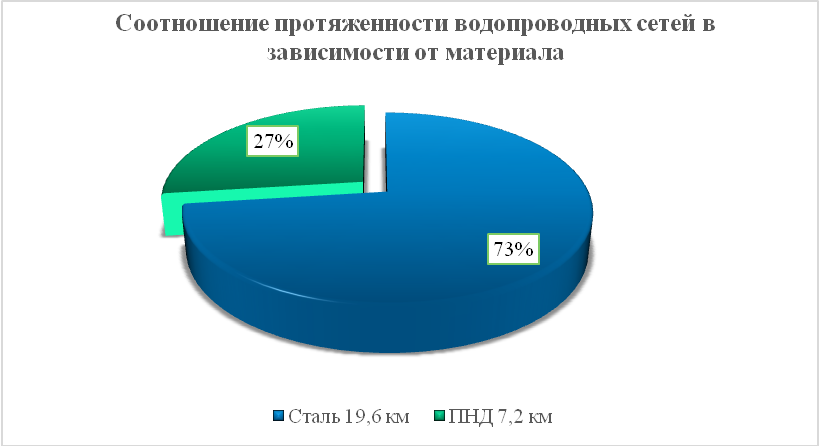 Соотношение протяженности водопроводных сетей в
зависимости от материала
27%
73%
Сталь 19,6 км
ПНД 7,2 км